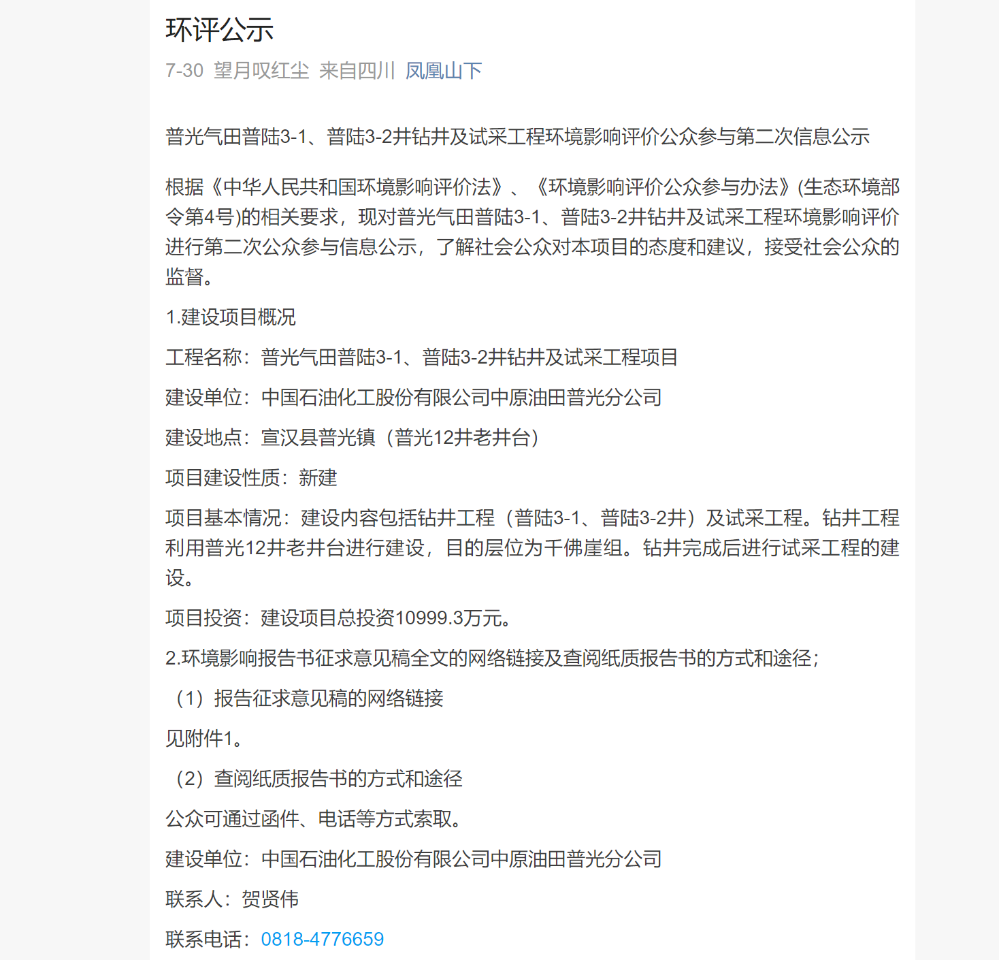 环评公示
7-30 望月叹红尘 来自四川 凤凰山下
普光气田普陆3-1、普陆3-2井钻井及试采工程环境影响评价公众参与第二次信息公示
根据《中华人民共和国环境影响评价法》、《环境影响评价公众参与办法》(生态环境部
令第4号)的相关要求，现对普光气田普陆3-1、普陆3-2井钻井及试采工程环境影响评价
进行第二次公众参与信息公示，了解社会公众对本项目的态度和建议，接受社会公众的
监督。
1.建设项目概况
工程名称：普光气田普陆3-1、普陆3-2井钻井及试采工程项目
建设单位：中国石油化工股份有限公司中原油田普光分公司
建设地点：宣汉县普光镇（普光12井老井台）
项目建设性质：新建
项目基本情况：建设内容包括钻井工程（普陆3-1、普陆3-2井）及试采工程。钻井工程
利用普光12井老井台进行建设，目的层位为千佛崖组。钻井完成后进行试采工程的建
设。
项目投资：建设项目总投资10999.3万元。
2.环境影响报告书征求意见稿全文的网络链接及查阅纸质报告书的方式和途径；
（1）报告征求意见稿的网络链接
见附件1。
（2）查阅纸质报告书的方式和途径
公众可通过函件、电话等方式索取。
建设单位：中国石油化工股份有限公司中原油田普光分公司
联系人：贺贤伟
联系电话：0818-4776659